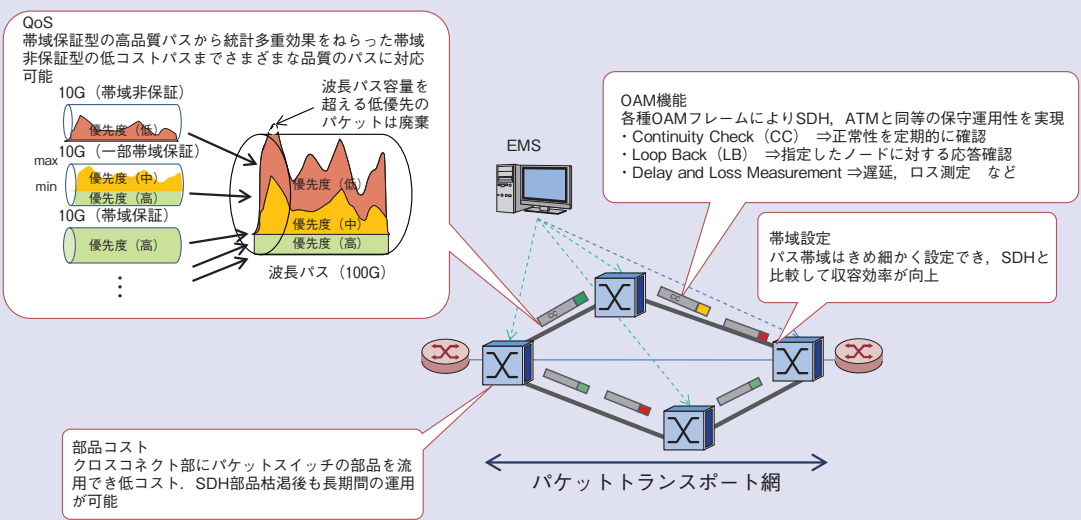 QoS
帯域保証型の高品質パスから統計多重効果をねらった帯域
非保証型の低コストパスまでさまざまな品質のパスに対応
可能
10G（帯域非保証）
優先度（低）
10G（一部帯域保証）
max
min
優先度（中）
優先度（高）
10G（帯域保証）
優先度（高）
波長パス容量を
超える低優先の
パケットは廃棄
優先度（低）
優先度（中）
優先度（高）
波長パス（100G）
EMS
OAM機能
各種OAMフレームによりSDH，ATMと同等の保守運用性を実現
・Continuity Check（CC） ⇒正常性を定期的に確認
・Loop Back（LB） ⇒指定したノードに対する応答確認
・Delay and Loss Measurement ⇒遅延，ロス測定 など
帯域設定
パス帯域はきめ細かく設定でき，SDHと
比較して収容効率が向上
CC
CC
部品コスト
クロスコネクト部にパケットスイッチの部品を流
用でき低コスト．SDH部品枯渇後も長期間の運用
が可能
パケットトランスポート網